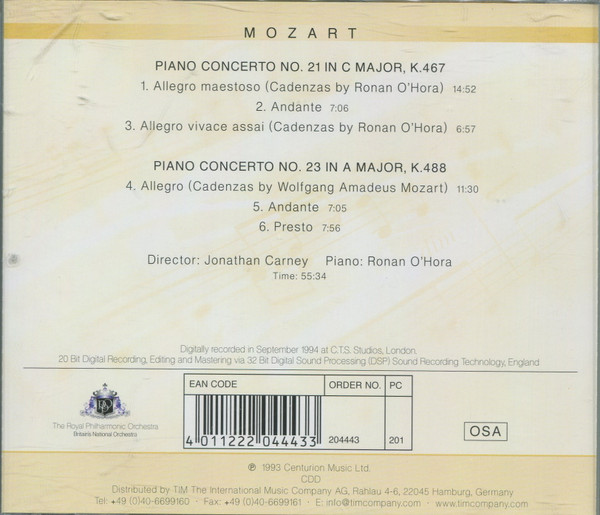 MOZART
PIANO CONCERTO NO. 21 IN C MAJOR, K.467
1. Allegro maestoso (Cadenzas by Ronan O'Hora) 14:52
2. Andante 7:06
3. Allegro vivace assai (Cadenzas by Ronan O'Hora) 6:57
PIANO CONCERTO NO. 23 IN A MAJOR, K.488
4. Allegro (Cadenzas by Wolfgang Amadeus Mozart) 11:30
5. Andante 7:05
6. Presto 7:56
Director: Jonathan Carney Piano: Ronan O'Hora
Time: 55:34
Digitally recorded in September 1994 at C.T.S. Studios, London.
20 Bit Digital Recording, Editing and Mastering via 32 Bit Digital Sound Processing (DSP) Sound Recording Technology, England
The Royal Philharmonic Orchestra
Britain's National Orchestra
EAN CODE ORDER NO. PC
4 011222 044433 204443 201
OSA
℗ 1993 Centurion Music Ltd.
CDD
Distributed by TIM The International Music Company AG, Rahlau 4-6, 22045 Hamburg, Germany
Tel: +49 (0)40-6699160 - Fax: +49 (0)40-6699161 - E: info@timcompany.com - www.timcompany.com